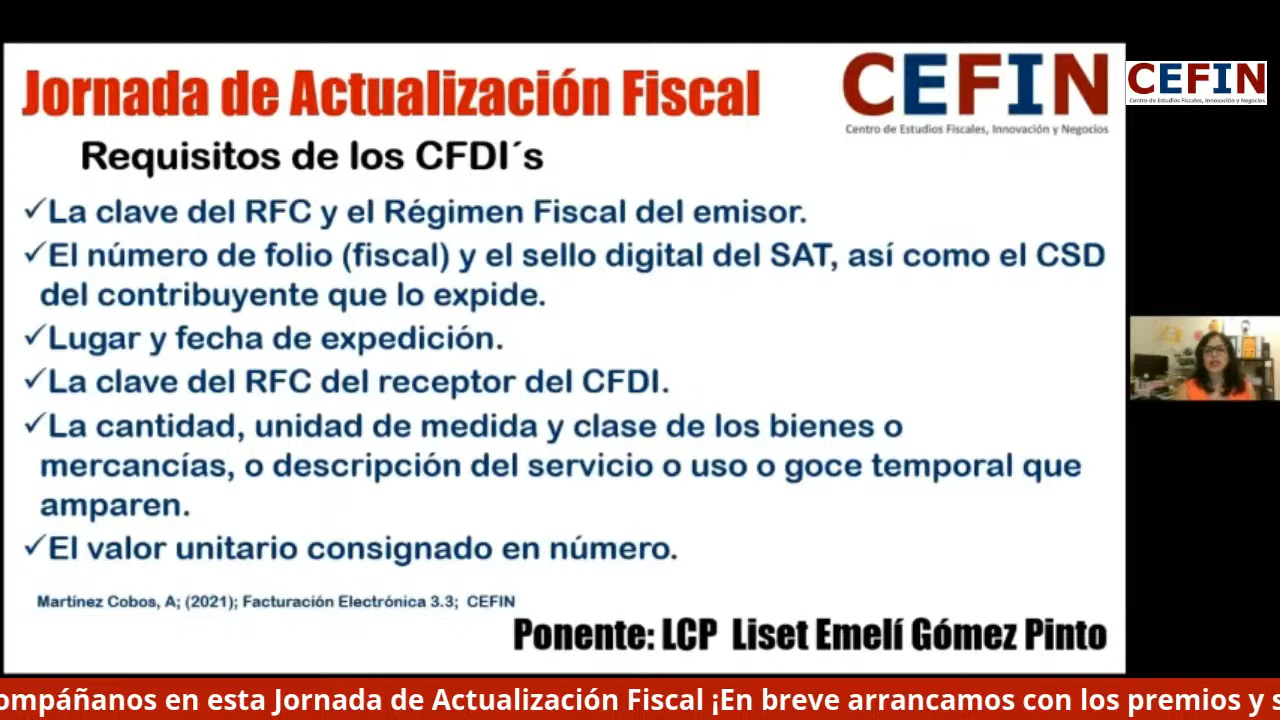 Jornada de Actualización Fiscal
CEFIN
Centro de Estudios Fiscales, Innovación y Negocios
CEFIN
Centro de Estudios Fiscales, Innovación y Negocios
Requisitos de los CFDI´s
✓La clave del RFC y el Régimen Fiscal del emisor.
✓El número de folio (fiscal) y el sello digital del SAT, así como el CSD
del contribuyente que lo expide.
✓Lugar y fecha de expedición.
✓La clave del RFC del receptor del CFDI.
✓La cantidad, unidad de medida y clase de los bienes o
mercancías, o descripción del servicio o uso o goce temporal que
amparen.
✓El valor unitario consignado en número.
Martínez Cobos, A; (2021); Facturación Electrónica 3.3; CEFIN
Ponente: LCP Liset Emelí Gómez Pinto
ompáñanos en esta Jornada de Actualización Fiscal ¡En breve arrancamos con los premios y s